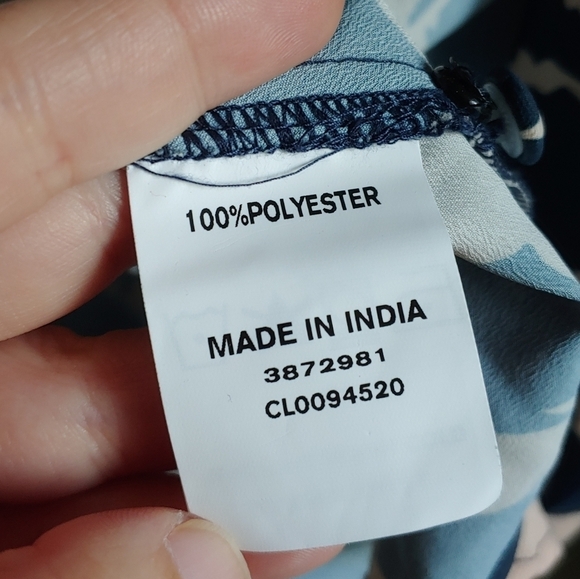 100%POLYESTER
MADE IN INDIA
3872981
CL0094520